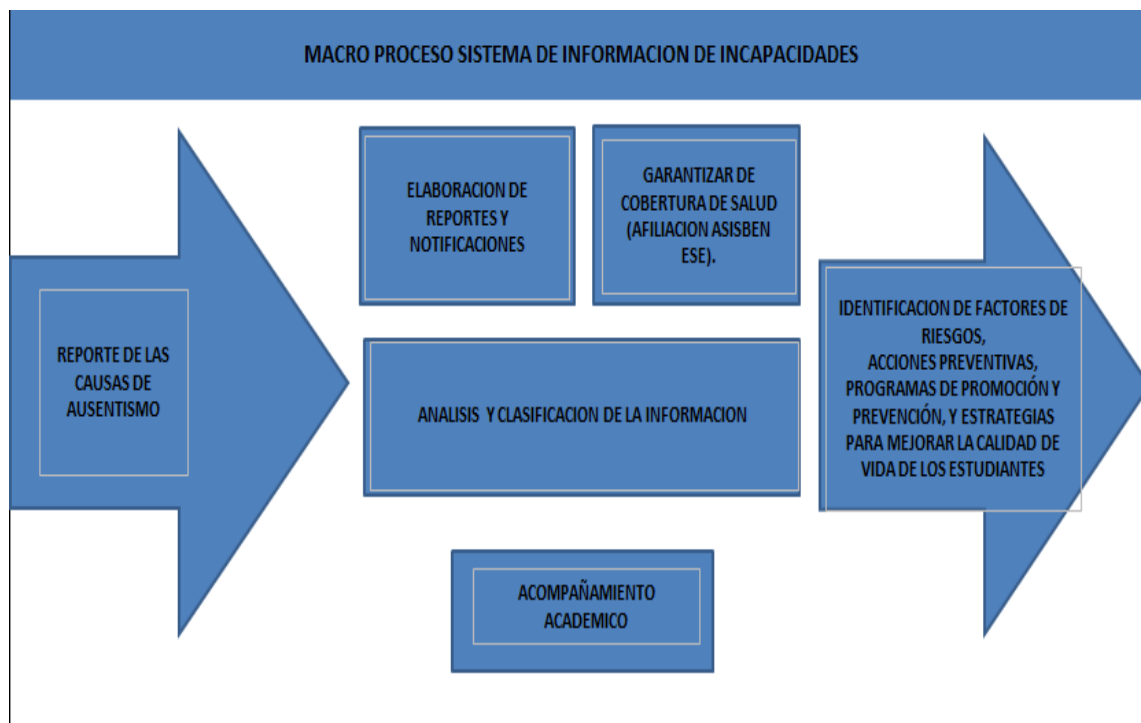 MACRO PROCESO SISTEMA DE INFORMACION DE INCAPACIDADES
REPORTE DE LAS
CAUSAS DE
AUSENTISMO
ELABORACION DE
REPORTES Y
NOTIFICACIONES
GARANTIZAR DE
COBERTURA DE SALUD
(AFILIACION ASISBEN
ESE).
ANALISIS Y CLASIFICACION DE LA INFORMACION
ACOMPAÑAMIENTO
ACADEMICO
IDENTIFICACION DE FACTORES DE
RIESGOS,
ACCIONES PREVENTIVAS,
PROGRAMAS DE PROMOCIÓN Y
PREVENCIÓN, Y ESTRATEGIAS
PARA MEJORAR LA CALIDAD DE
VIDA DE LOS ESTUDIANTES